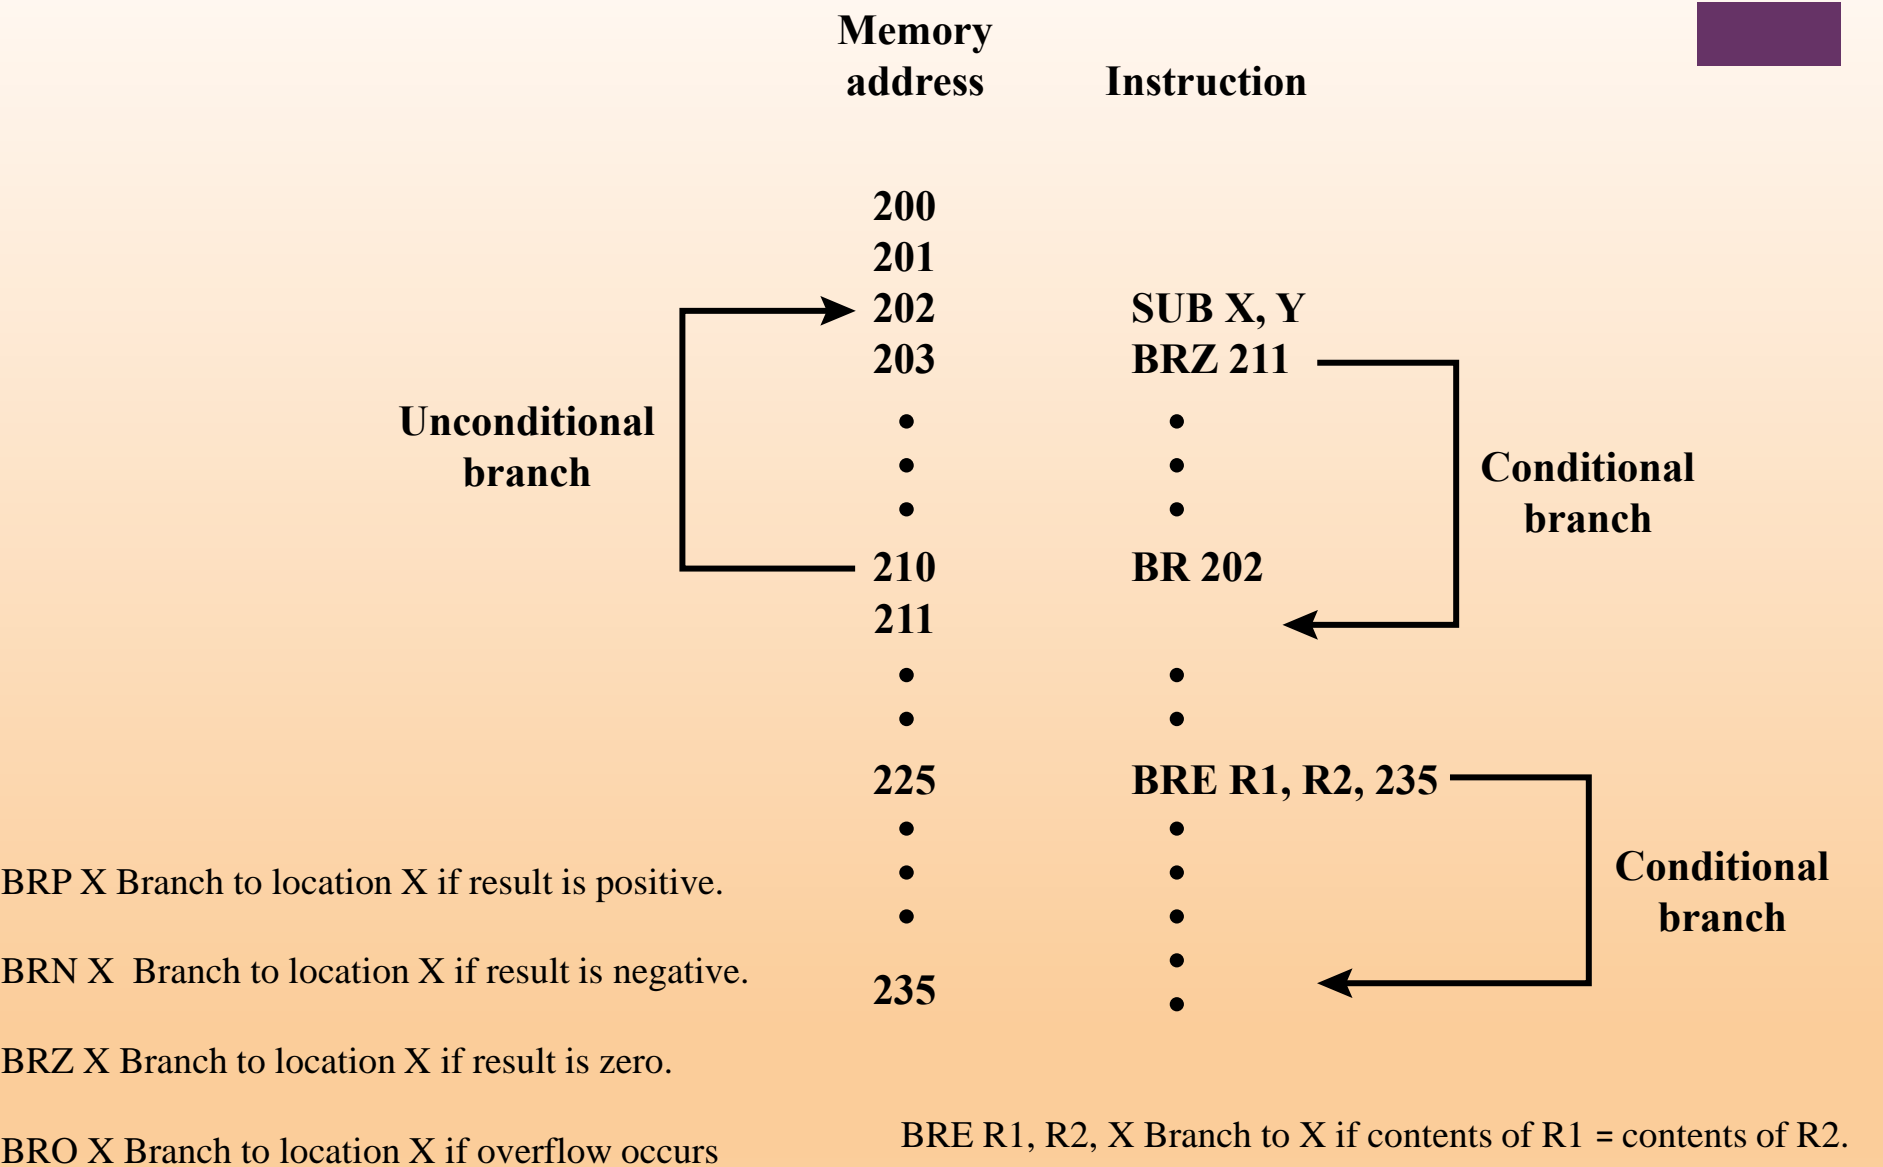 Memory
address Instruction
200
201
202 SUB X, Y
203 BRZ 211
Unconditional
branch
Conditional
branch
210 BR 202
211
225 BRE R1, R2, 235
Conditional
branch
235
BRP X Branch to location X if result is positive.
BRN X Branch to location X if result is negative.
BRZ X Branch to location X if result is zero.
BRO X Branch to location X if overflow occurs
BRE R1, R2, X Branch to X if contents of R1 = contents of R2.